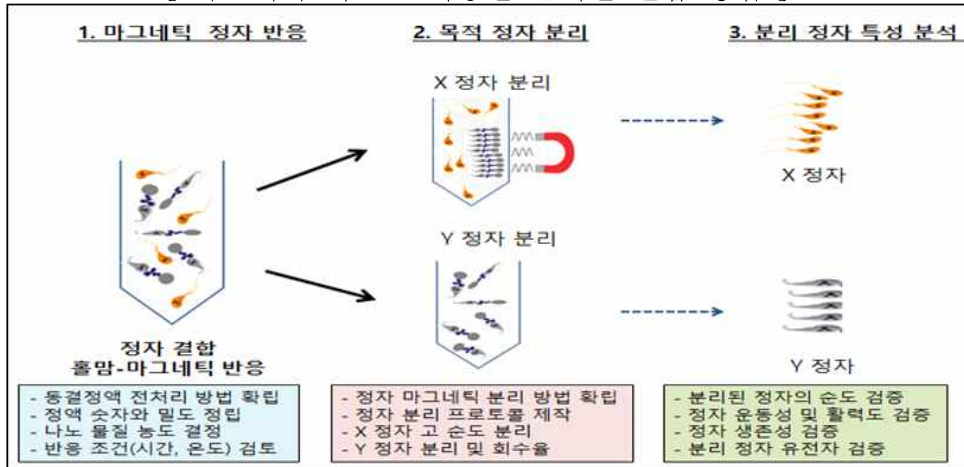 1. 마그네틱 정자 반응
2. 목적 정자 분리
3. 분리 정자 특성 분석
X 정자 분리
X 정자
Y 정자 분리
Y 정자
정자 결합
홀맘-마그네틱 반응
- 동결정액 전처리 방법 확립
- 정액 숫자와 밀도 정립
- 나노 물질 농도 결정
- 반응 조건(시간, 온도) 검토
- 정자 마그네틱 분리 방법 확립
- 정자 분리 프로토콜 제작
- X 정자 고 순도 분리
- Y 정자 분리 및 회수율
- 분리된 정자의 순도 검증
- 정자 운동성 및 활력도 검증
- 정자 생존성 검증
- 분리 정자 유전자 검증